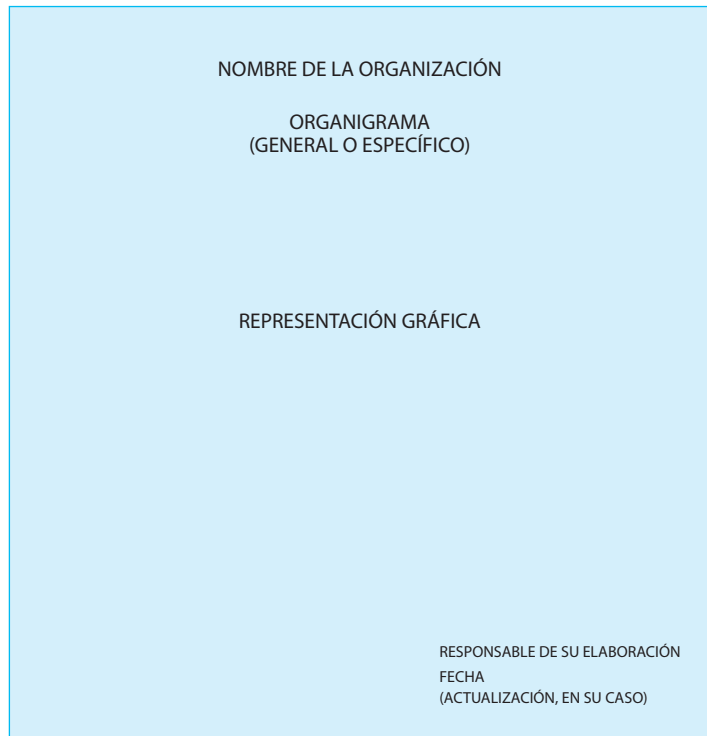 NOMBRE DE LA ORGANIZACIÓN
ORGANIGRAMA
(GENERAL O ESPECÍFICO)
REPRESENTACIÓN GRÁFICA
RESPONSABLE DE SU ELABORACIÓN
FECHA
(ACTUALIZACIÓN, EN SU CASO)